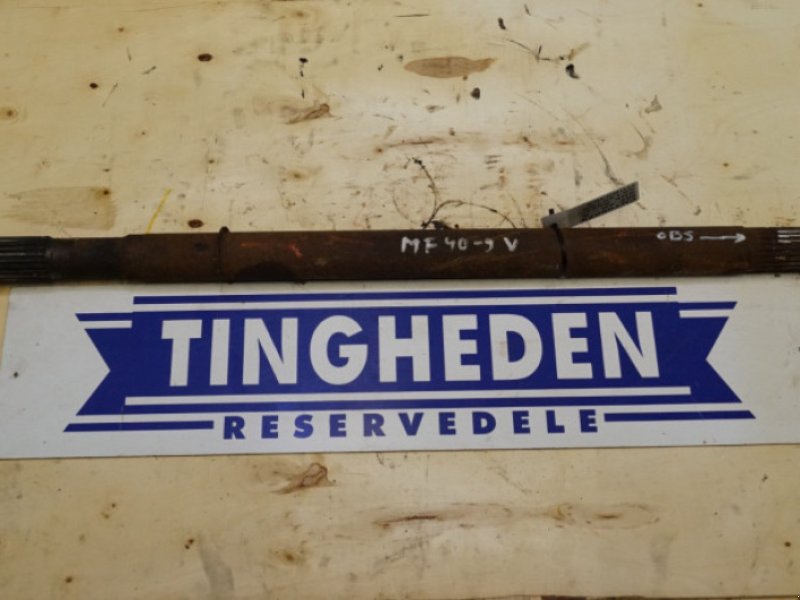 MF 40-5 V
OBS
TINGHEDEN
RESERVEDELE